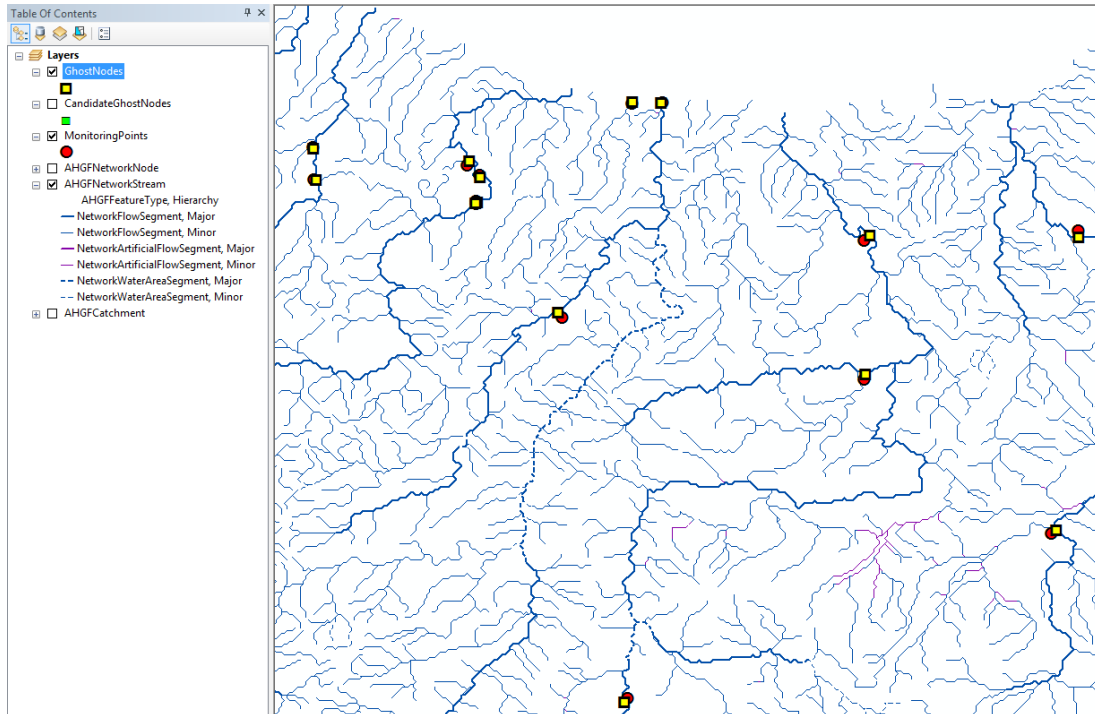 Table Of Contents
Layers
GhostNodes
CandidateGhostNodes
MonitoringPoints
AHGFNetworkNode
AHGFNetworkStream
AHGFFeatureType, Hierarchy
NetworkFlowSegment, Major
NetworkFlowSegment, Minor
NetworkArtificialFlowSegment, Major
NetworkArtificialFlowSegment, Minor
NetworkWaterAreaSegment, Major
NetworkWaterAreaSegment, Minor
AHGFCatchment